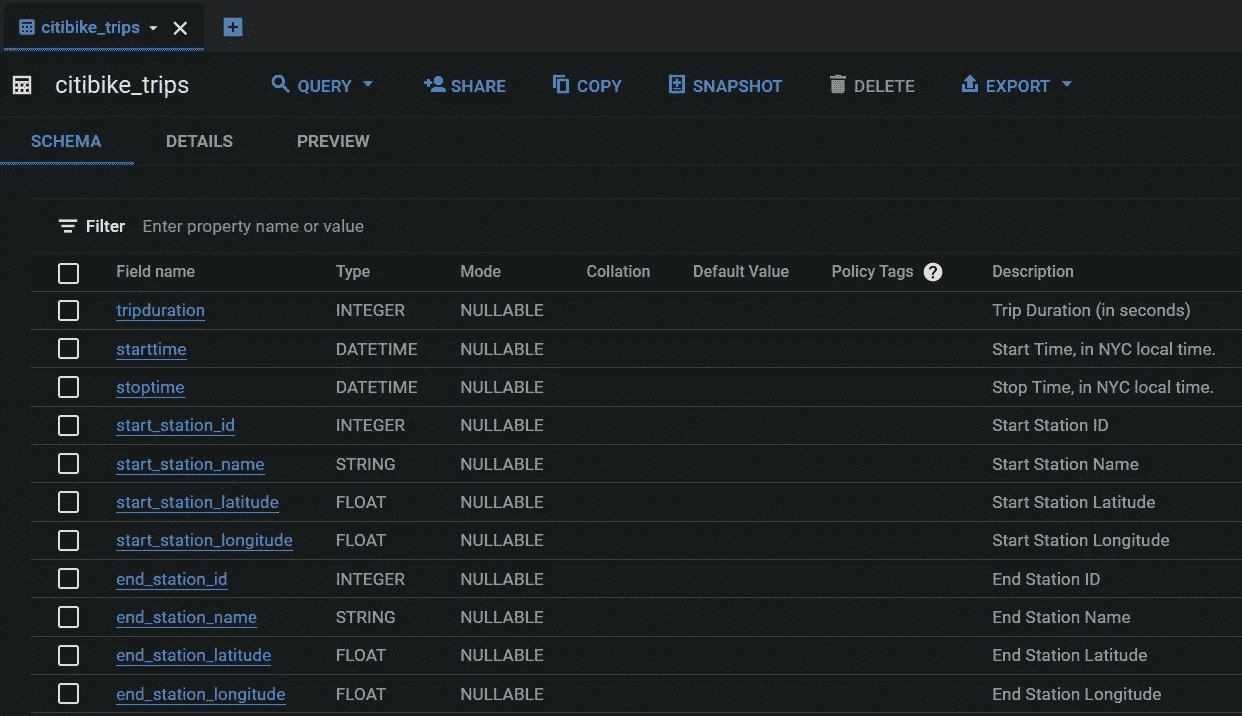 citibike_trips
citibike_trips QUERY SHARE COPY SNAPSHOT DELETE EXPORT
SCHEMA DETAILS PREVIEW
Filter Enter property name or value
Field name Type Mode Collation Default Value Policy Tags ? Description
tripduration INTEGER NULLABLE Trip Duration (in seconds)
starttime DATETIME NULLABLE Start Time, in NYC local time.
stoptime DATETIME NULLABLE Stop Time, in NYC local time.
start_station_id INTEGER NULLABLE Start Station ID
start_station_name STRING NULLABLE Start Station Name
start_station_latitude FLOAT NULLABLE Start Station Latitude
start_station_longitude FLOAT NULLABLE Start Station Longitude
end_station_id INTEGER NULLABLE End Station ID
end_station_name STRING NULLABLE End Station Name
end_station_latitude FLOAT NULLABLE End Station Latitude
end_station_longitude FLOAT NULLABLE End Station Longitude